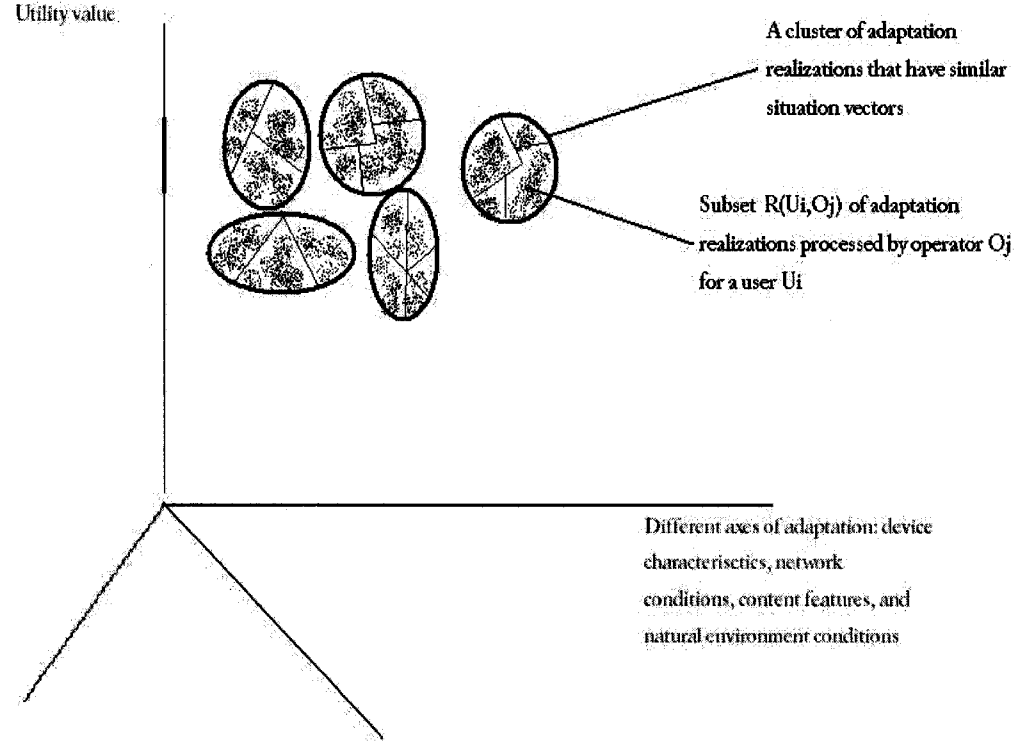 Utility value
A cluster of adaptation
realizations that have similar
situation vectors
Subset R(Ui,Oj) of adaptation
realizations processed by operator Oj
for a user Ui
Different axes of adaptation: device
characterisctics, network
conditions, content features, and
natural environment conditions